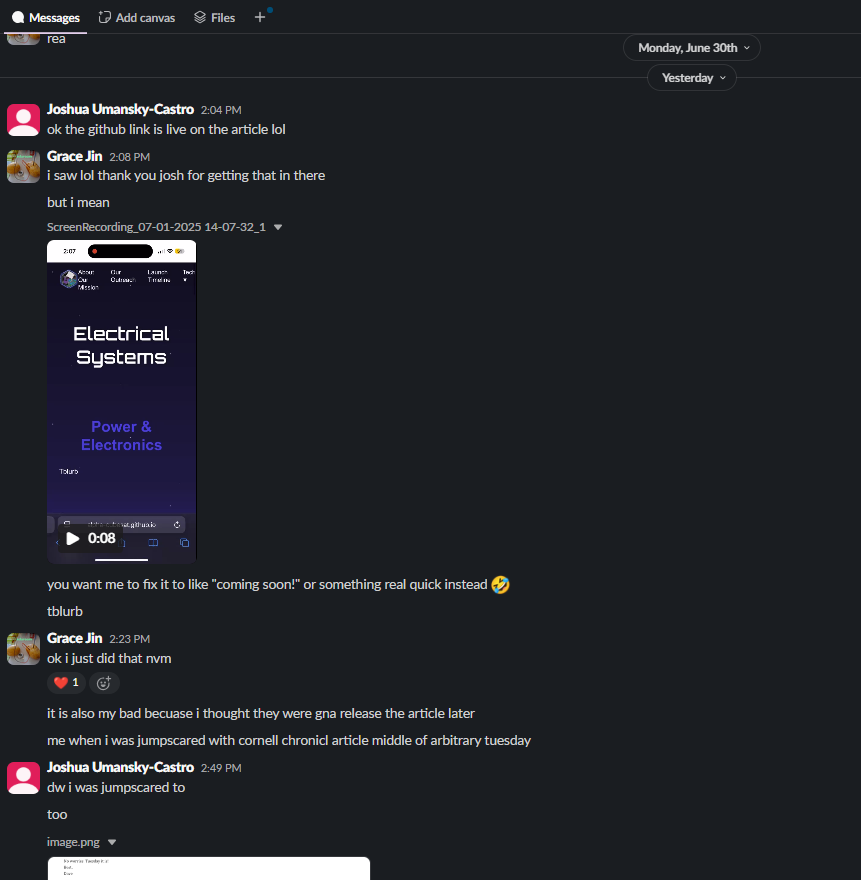 Messages
Add canvas
Files
rea
Monday, June 30th
Yesterday
Joshua Umansky-Castro 2:04 PM
ok the github link is live on the article lol
Grace Jin 2:08 PM
i saw lol thank you josh for getting that in there
but i mean
ScreenRecording_07-01-2025 14-07-32_1
2:07
About Our Mission
Our Outreach
Launch Timeline
Tech
Electrical
Systems
Power &
Electronics
Tblurb
0:08
you want me to fix it to like "coming soon!" or something real quick instead 🤣
tblurb
Grace Jin 2:23 PM
ok i just did that nvm
❤️ 1
it is also my bad becuase i thought they were gna release the article later
me when i was jumpscared with cornell chronicl article middle of arbitrary tuesday
Joshua Umansky-Castro 2:49 PM
dw i was jumpscared to
too
image.png